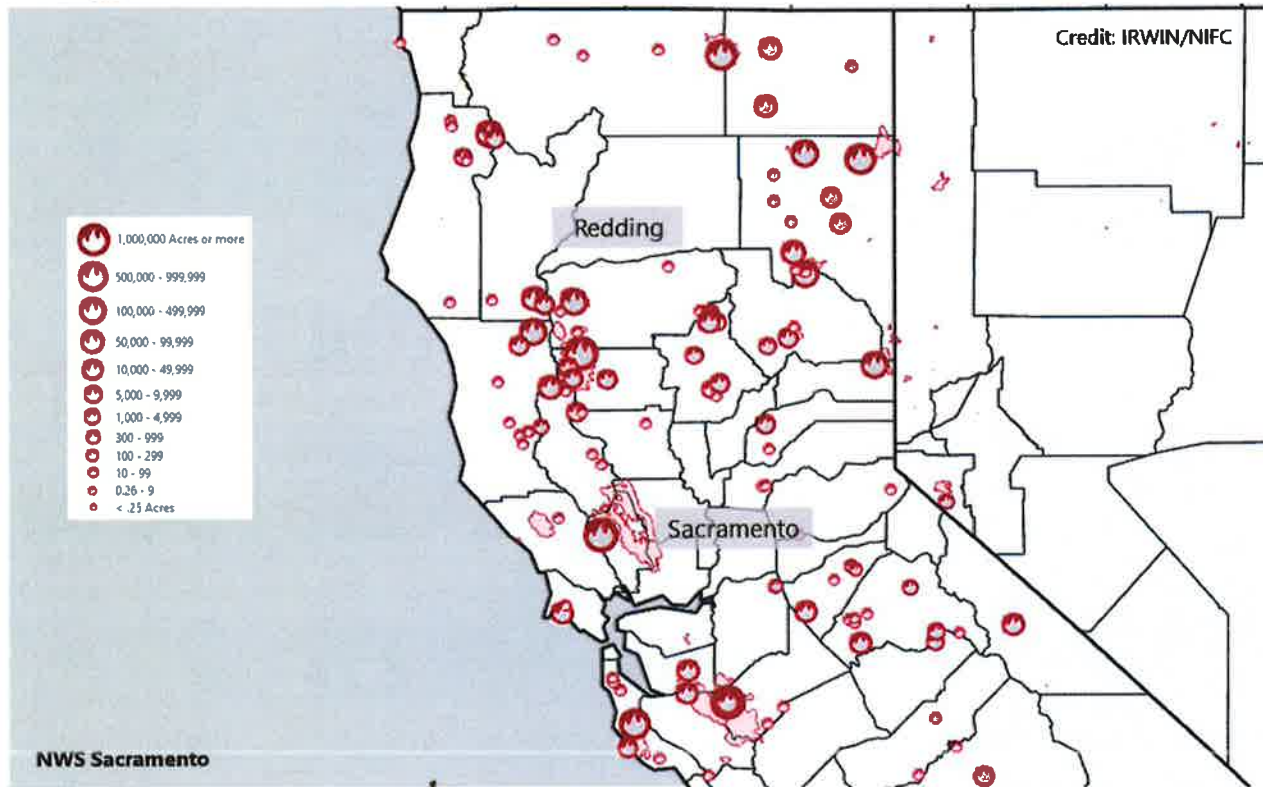 Credit: IRWIN/NIFC
Redding
1,000,000 Acres or more
500,000 - 999,999
100,000 - 499,999
50,000 - 99,999
10,000 - 49,999
5,000 - 9,999
1,000 - 4,999
300 - 999
100 - 299
10 - 99
0.26 - 9
< .25 Acres
Sacramento
NWS Sacramento